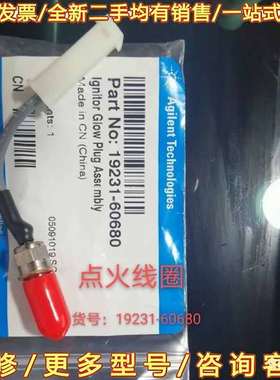 发票/全新二手均有销售/一站式
Agilent Technologies
Part No: 19231-60680
Ignitor Glow Plug Assembly
Made in CN (China)
点火线圈
货号：19231-60680
修/更多型号/咨询客